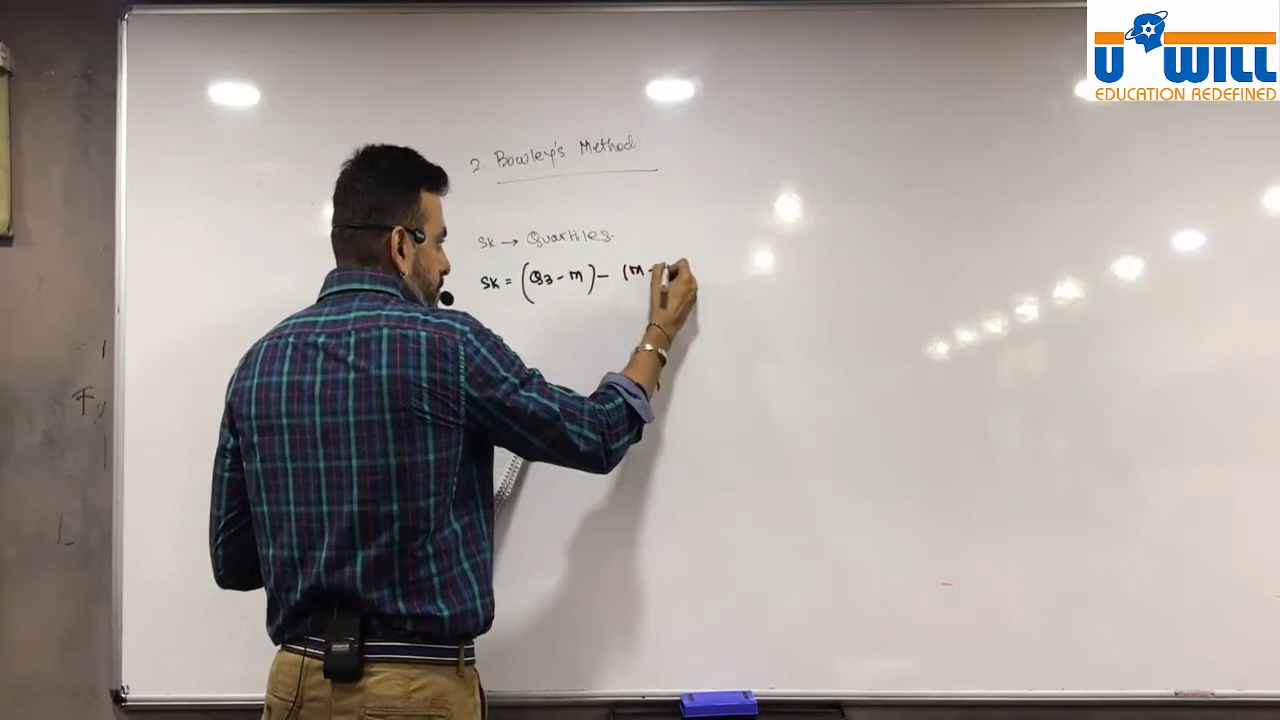 U WILL
EDUCATION REDEFINED
2. Bowley's Method.
SK → Quartiles.
SK = (Q3 - M) - (M -